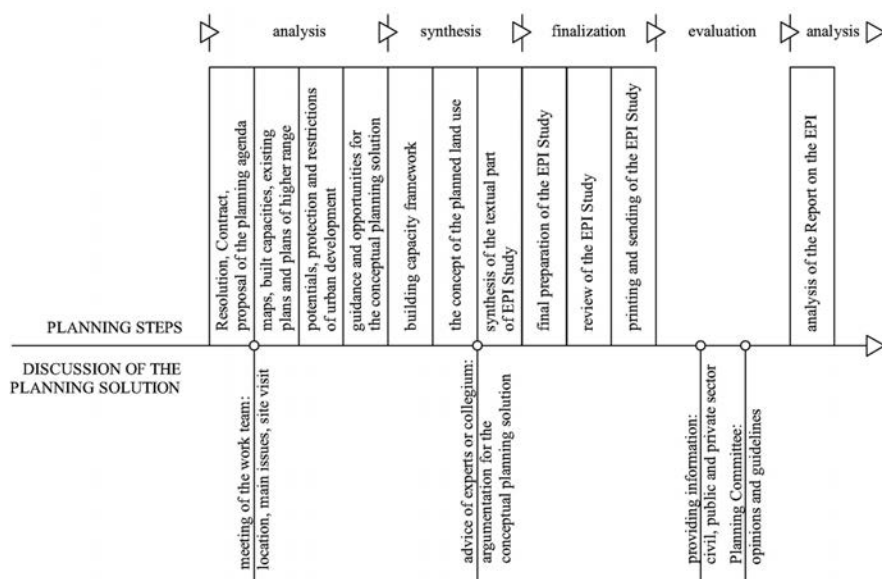 analysis
synthesis
finalization
evaluation
analysis
Resolution, Contract,
proposal of the planning agenda
maps, built capacities, existing
plans and plans of higher range
potentials, protection and restrictions
of urban development
guidance and opportunities for
the conceptual planning solution
building capacity framework
the concept of the planned land use
synthesis of the textual part
of EPI Study
final preparation of the EPI Study
review of the EPI Study
printing and sending of the EPI Study
analysis of the Report on the EPI
PLANNING STEPS
DISCUSSION OF THE
PLANNING SOLUTION
meeting of the work team:
location, main issues, site visit
advice of experts or collegium:
argumentation for the
conceptual planning solution
providing information:
civil, public and private sector
Planning Committee:
opinions and guidelines